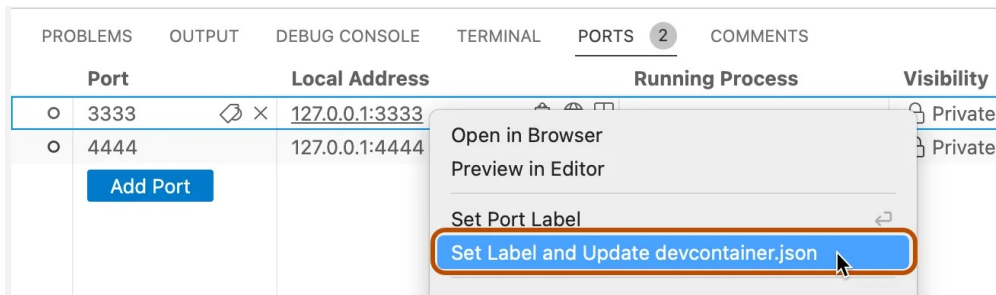 PROBLEMS OUTPUT DEBUG CONSOLE TERMINAL PORTS 2 COMMENTS
Port Local Address Running Process Visibility
3333 127.0.0.1:3333 Private
4444 127.0.0.1:4444 Private
Add Port
Open in Browser
Preview in Editor
Set Port Label
Set Label and Update devcontainer.json